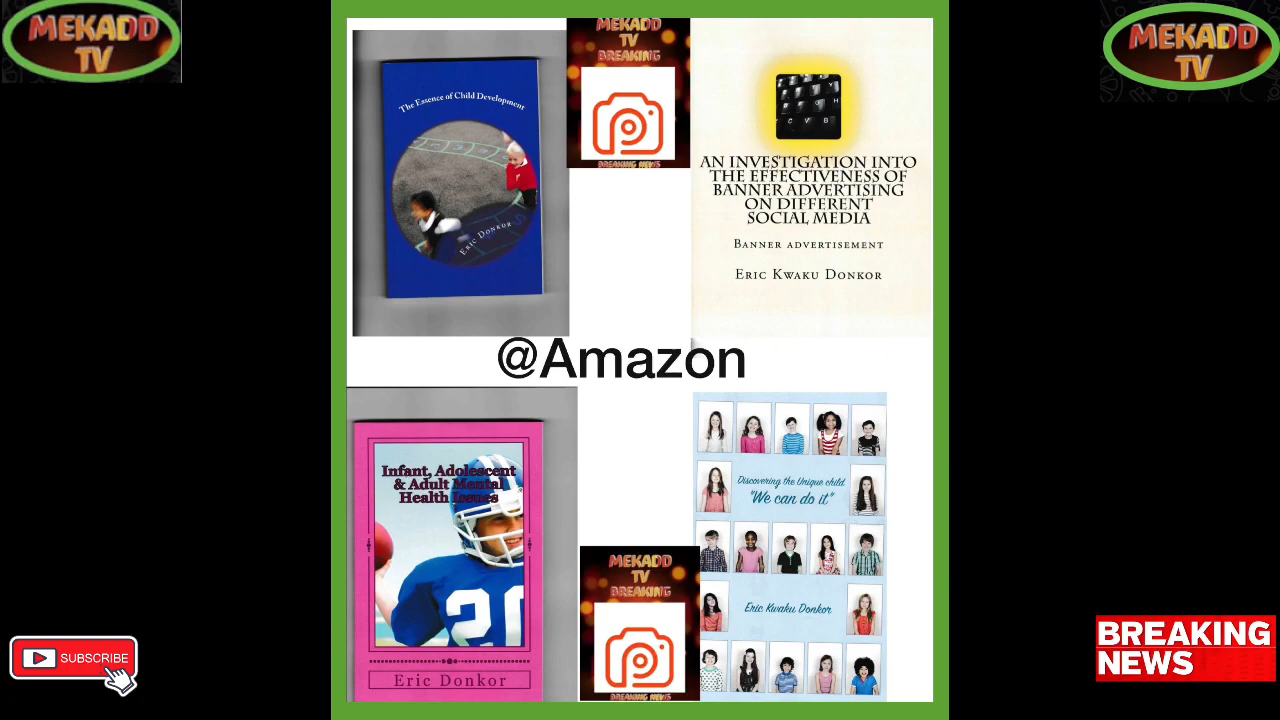 MEKADD
TV
MEKADD
TV
BREAKING
BREAKING NEWS
MEKADD
TV
The Essence of Child Development
Eric Donkor
Y
G H
C V B
AN INVESTIGATION INTO
THE EFFECTIVENESS OF
BANNER ADVERTISING
ON DIFFERENT
SOCIAL MEDIA
BANNER ADVERTISEMENT
ERIC KWAKU DONKOR
@Amazon
Infant, Adolescent
& Adult Mental
Health Issues
20
Eric Donkor
Discovering the Unique child
"We can do it"
Eric Kwaku Donkor
MEKADD
TV
BREAKING
BREAKING NEWS
SUBSCRIBE
BREAKING
NEWS